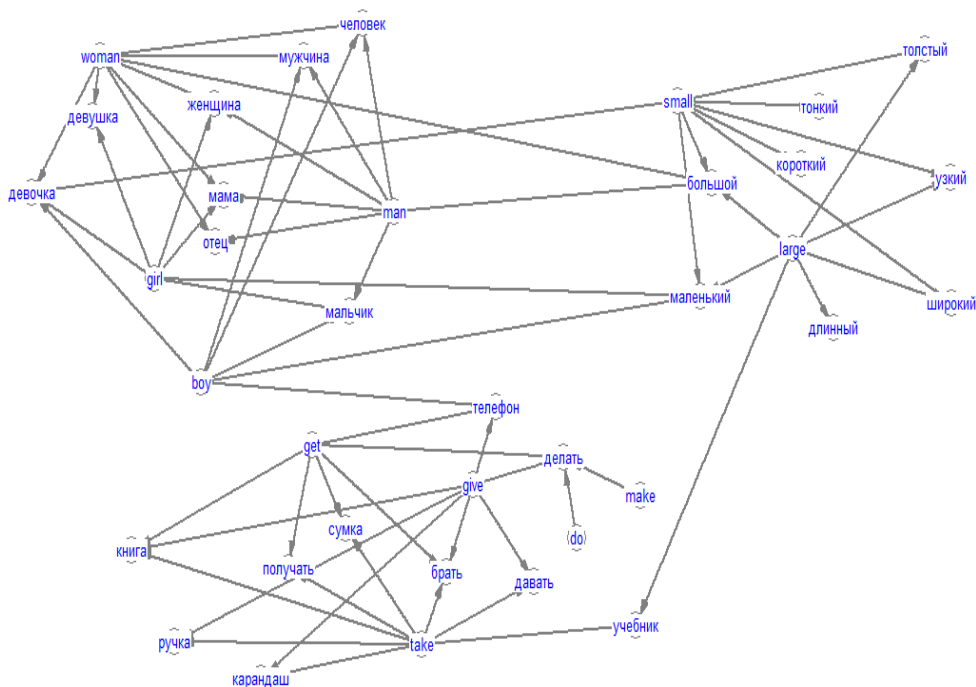 человек
woman
мужчина
толстый
small
тонкий
женщина
девушка
короткий
большой
узкий
девочка
мама
man
отец
large
girl
маленький
широкий
мальчик
длинный
boy
телефон
get
делать
give
make
сумка
do
книга
получать
брать
давать
учебник
ручка
take
карандаш